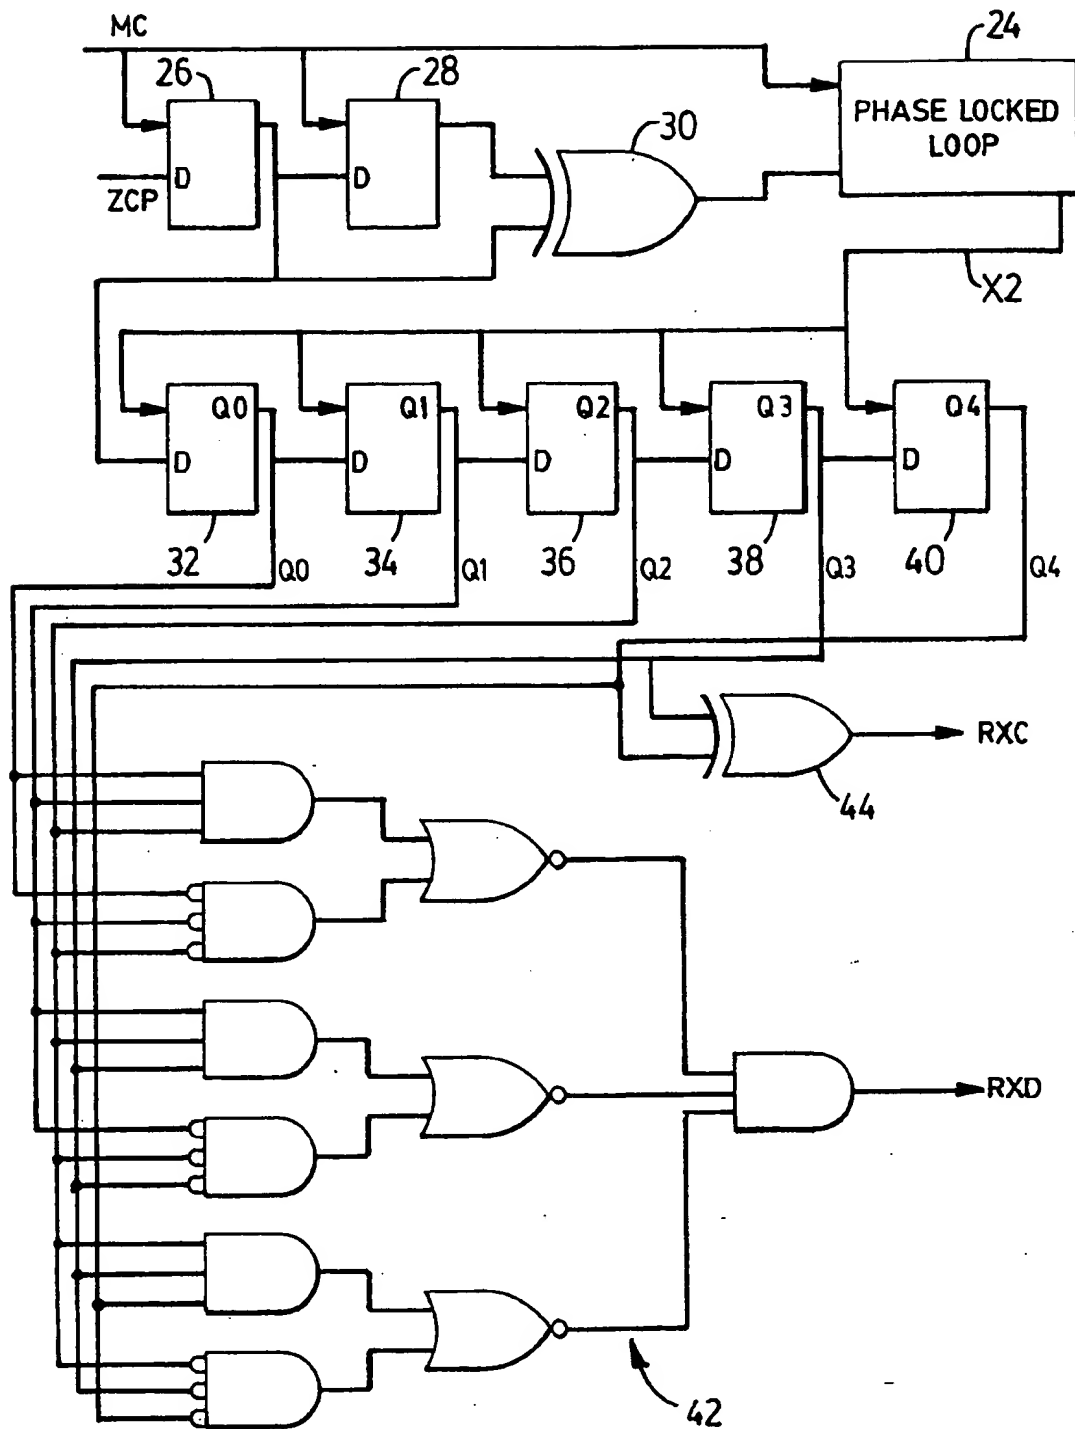 MC
24
26
28
30
PHASE LOCKED
LOOP
D
D
ZCP
X2
Q0
Q1
Q2
Q3
Q4
D
D
D
D
D
32
34
36
38
40
Q0
Q1
Q2
Q3
Q4
RXC
44
RXD
42